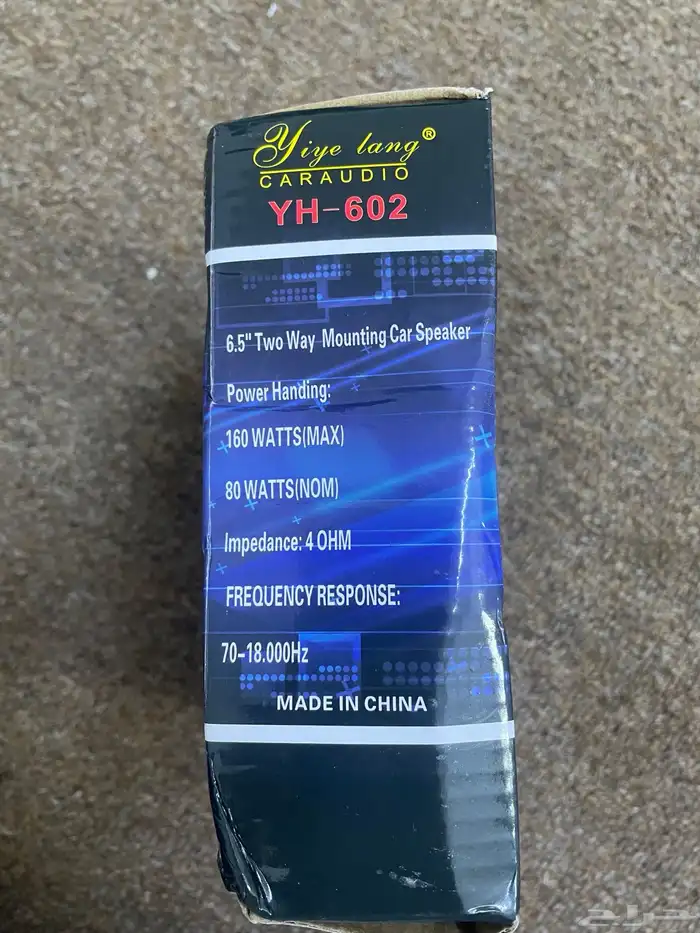 Yiye lang®
CARAUDIO
YH-602
6.5" Two Way Mounting Car Speaker
Power Handing:
160 WATTS(MAX)
80 WATTS(NOM)
Impedance: 4 OHM
FREQUENCY RESPONSE:
70-18.000Hz
MADE IN CHINA
حراج